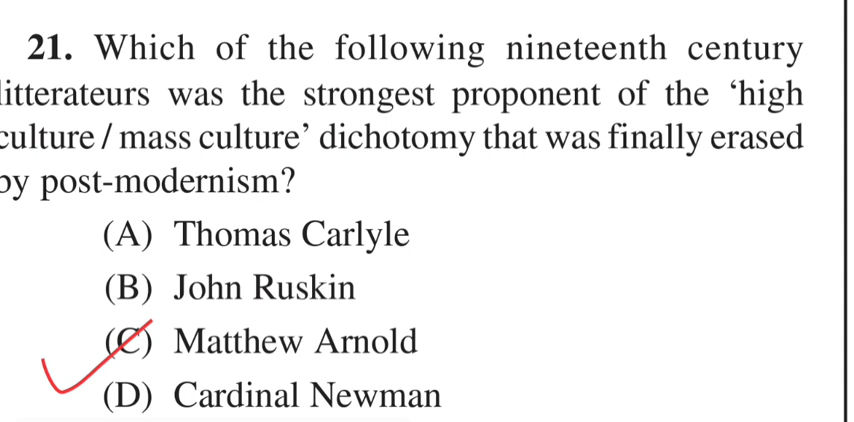 21. Which of the following nineteenth century
litterateurs was the strongest proponent of the ‘high
culture / mass culture’ dichotomy that was finally erased
by post-modernism?
(A) Thomas Carlyle
(B) John Ruskin
(C) Matthew Arnold
(D) Cardinal Newman